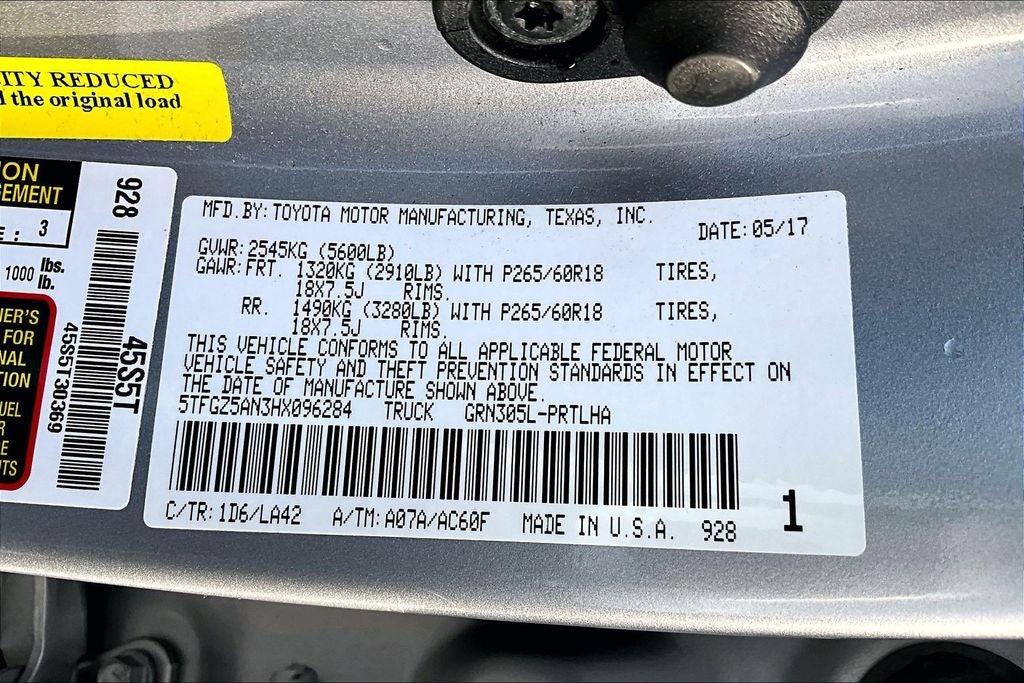 CITY REDUCED
the original load
ION
GEMENT
E: 3
1000 lbs.
lb.
ER'S
FOR
NAL
TION
UEL
R
E
TS
928
45S5T30369
45S5T
MFD.BY: TOYOTA MOTOR MANUFACTURING, TEXAS, INC.
DATE: 05/17
GVWR: 2545KG (5600LB)
GAWR: FRT. 1320KG (2910LB) WITH P265/60R18 TIRES,
18X7.5J RIMS.
RR. 1490KG (3280LB) WITH P265/60R18 TIRES,
18X7.5J RIMS.
THIS VEHICLE CONFORMS TO ALL APPLICABLE FEDERAL MOTOR
VEHICLE SAFETY AND THEFT PREVENTION STANDARDS IN EFFECT ON
THE DATE OF MANUFACTURE SHOWN ABOVE.
5TFGZ5AN3HX096284 TRUCK GRN305L-PRTLHA
C/TR: 1D6/LA42 A/TM: A07A/AC60F MADE IN U.S.A. 928 1